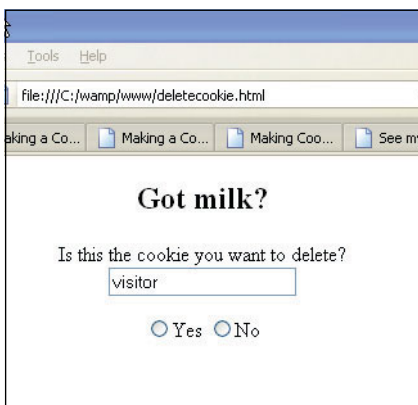 Tools Help
file:///C:/wamp/www/deletecookie.html
aking a Co... Making a Co... Making Coo... See m
Got milk?
Is this the cookie you want to delete?
visitor
Yes No